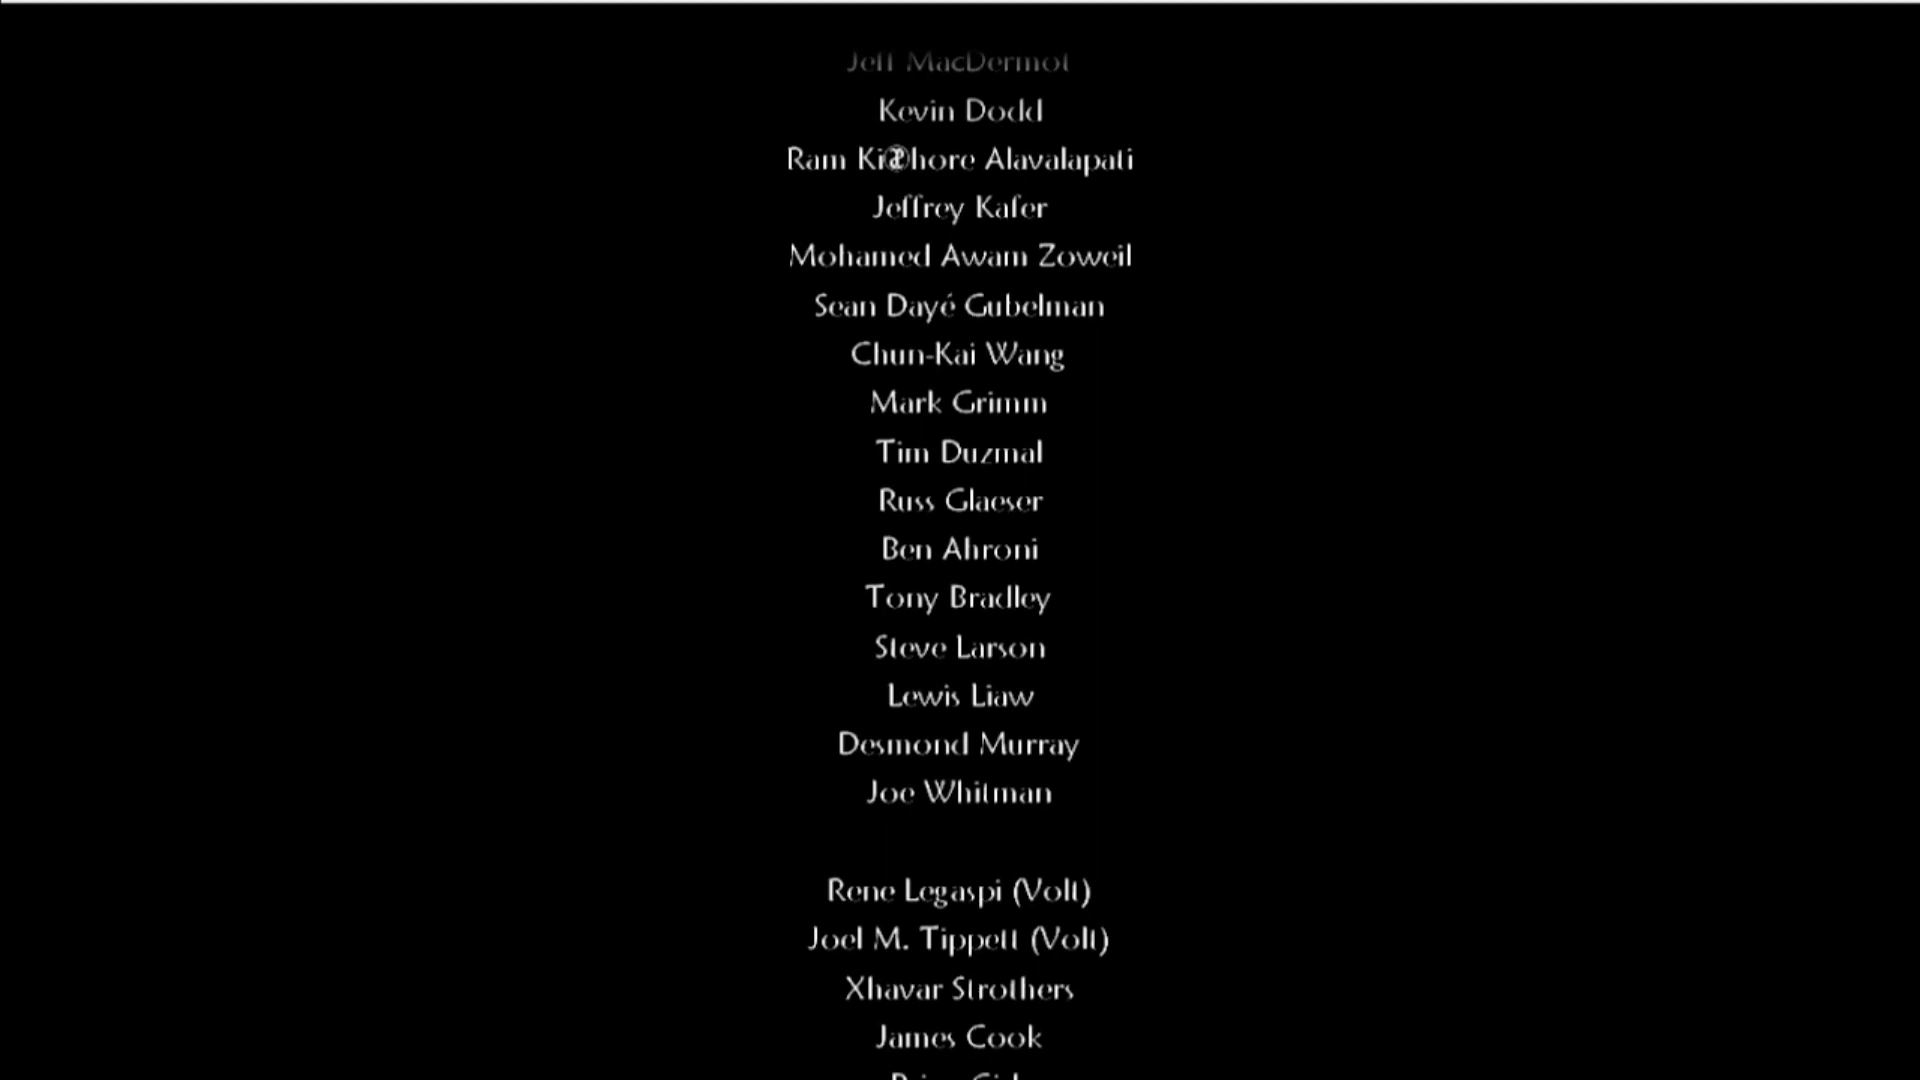 Jeff MacDermot
Kevin Dodd
Ram Kishore Alavalapati
Jeffrey Kafer
Mohamed Awam Zoweil
Sean Dayé Gubelman
Chun-Kai Wang
Mark Grimm
Tim Duzmal
Russ Glaeser
Ben Ahroni
Tony Bradley
Steve Larson
Lewis Liaw
Desmond Murray
Joe Whitman
Rene Legaspi (Volt)
Joel M. Tippett (Volt)
Xhavar Strothers
James Cook